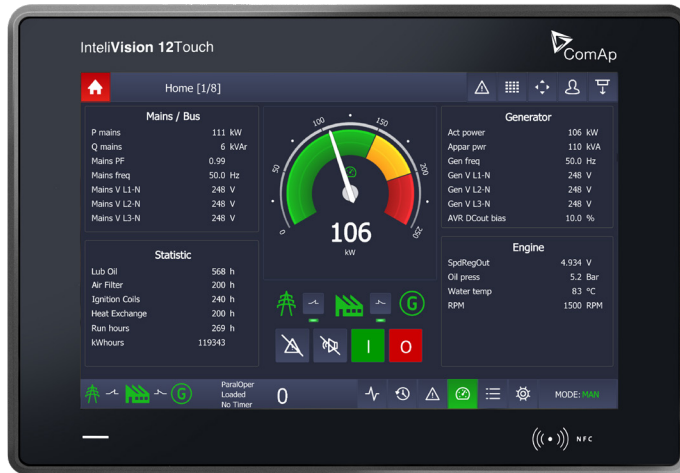 InteliVision 12Touch
ComAp
Home [1/8]
Mains / Bus
P mains 111 kW
Q mains 6 kVAr
Mains PF 0.99
Mains freq 50.0 Hz
Mains V L1-N 248 V
Mains V L2-N 248 V
Mains V L3-N 248 V
Statistic
Lub Oil 568 h
Air Filter 200 h
Ignition Coils 240 h
Heat Exchange 200 h
Run hours 269 h
kWhours 119343
0 50 100 150 200 250
106
kW
G
I O
Generator
Act power 106 kW
Appar pwr 110 kVA
Gen freq 50.0 Hz
Gen V L1-N 248 V
Gen V L2-N 248 V
Gen V L3-N 248 V
AVR DCout bias 10.0 %
Engine
SpdRegOut 4.934 V
Oil press 5.2 Bar
Water temp 83 °C
RPM 1500 RPM
G
ParalOper
Loaded
No Timer
0
MODE: MAN
NFC